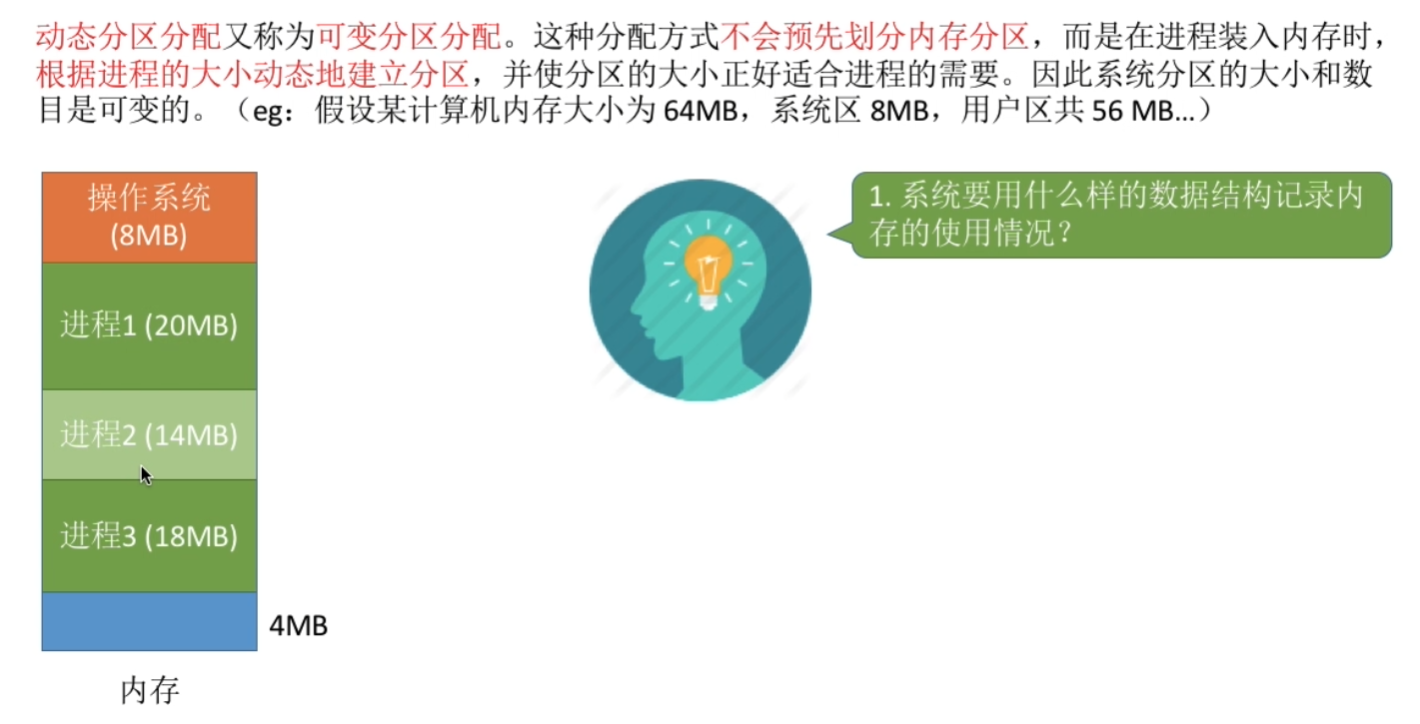 动态分区分配又称为可变分区分配。这种分配方式不会预先划分内存分区，而是在进程装入内存时，
根据进程的大小动态地建立分区，并使分区的大小正好适合进程的需要。因此系统分区的大小和数
目是可变的。（eg：假设某计算机内存大小为 64MB，系统区 8MB，用户区共 56 MB...）
操作系统
(8MB)
进程1 (20MB)
进程2 (14MB)
进程3 (18MB)
4MB
内存
1. 系统要用什么样的数据结构记录内
存的使用情况？